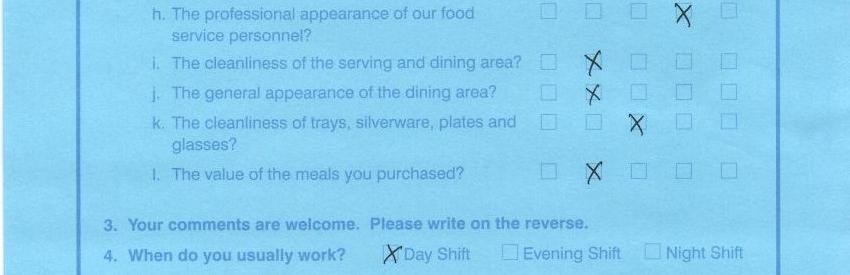 h. The professional appearance of our food ☐ ☐ ☐ ☒ ☐
service personnel?
i. The cleanliness of the serving and dining area? ☐ ☒ ☐ ☐ ☐
j. The general appearance of the dining area? ☐ ☒ ☐ ☐ ☐
k. The cleanliness of trays, silverware, plates and ☐ ☐ ☒ ☐ ☐
glasses?
l. The value of the meals you purchased? ☐ ☒ ☐ ☐ ☐
3. Your comments are welcome. Please write on the reverse.
4. When do you usually work? ☒ Day Shift ☐ Evening Shift ☐ Night Shift